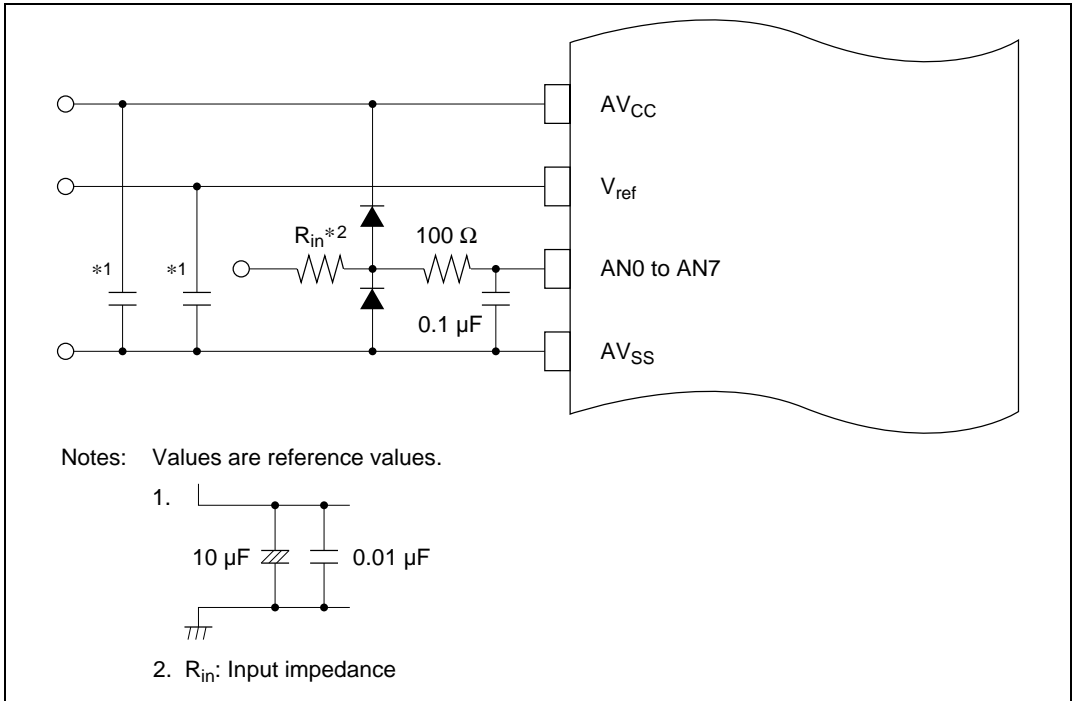 AVCC
Vref
Rin*2
100 Ω
*1
*1
AN0 to AN7
0.1 µF
AVSS
Notes: Values are reference values.
1.
10 µF
0.01 µF
2. Rin: Input impedance